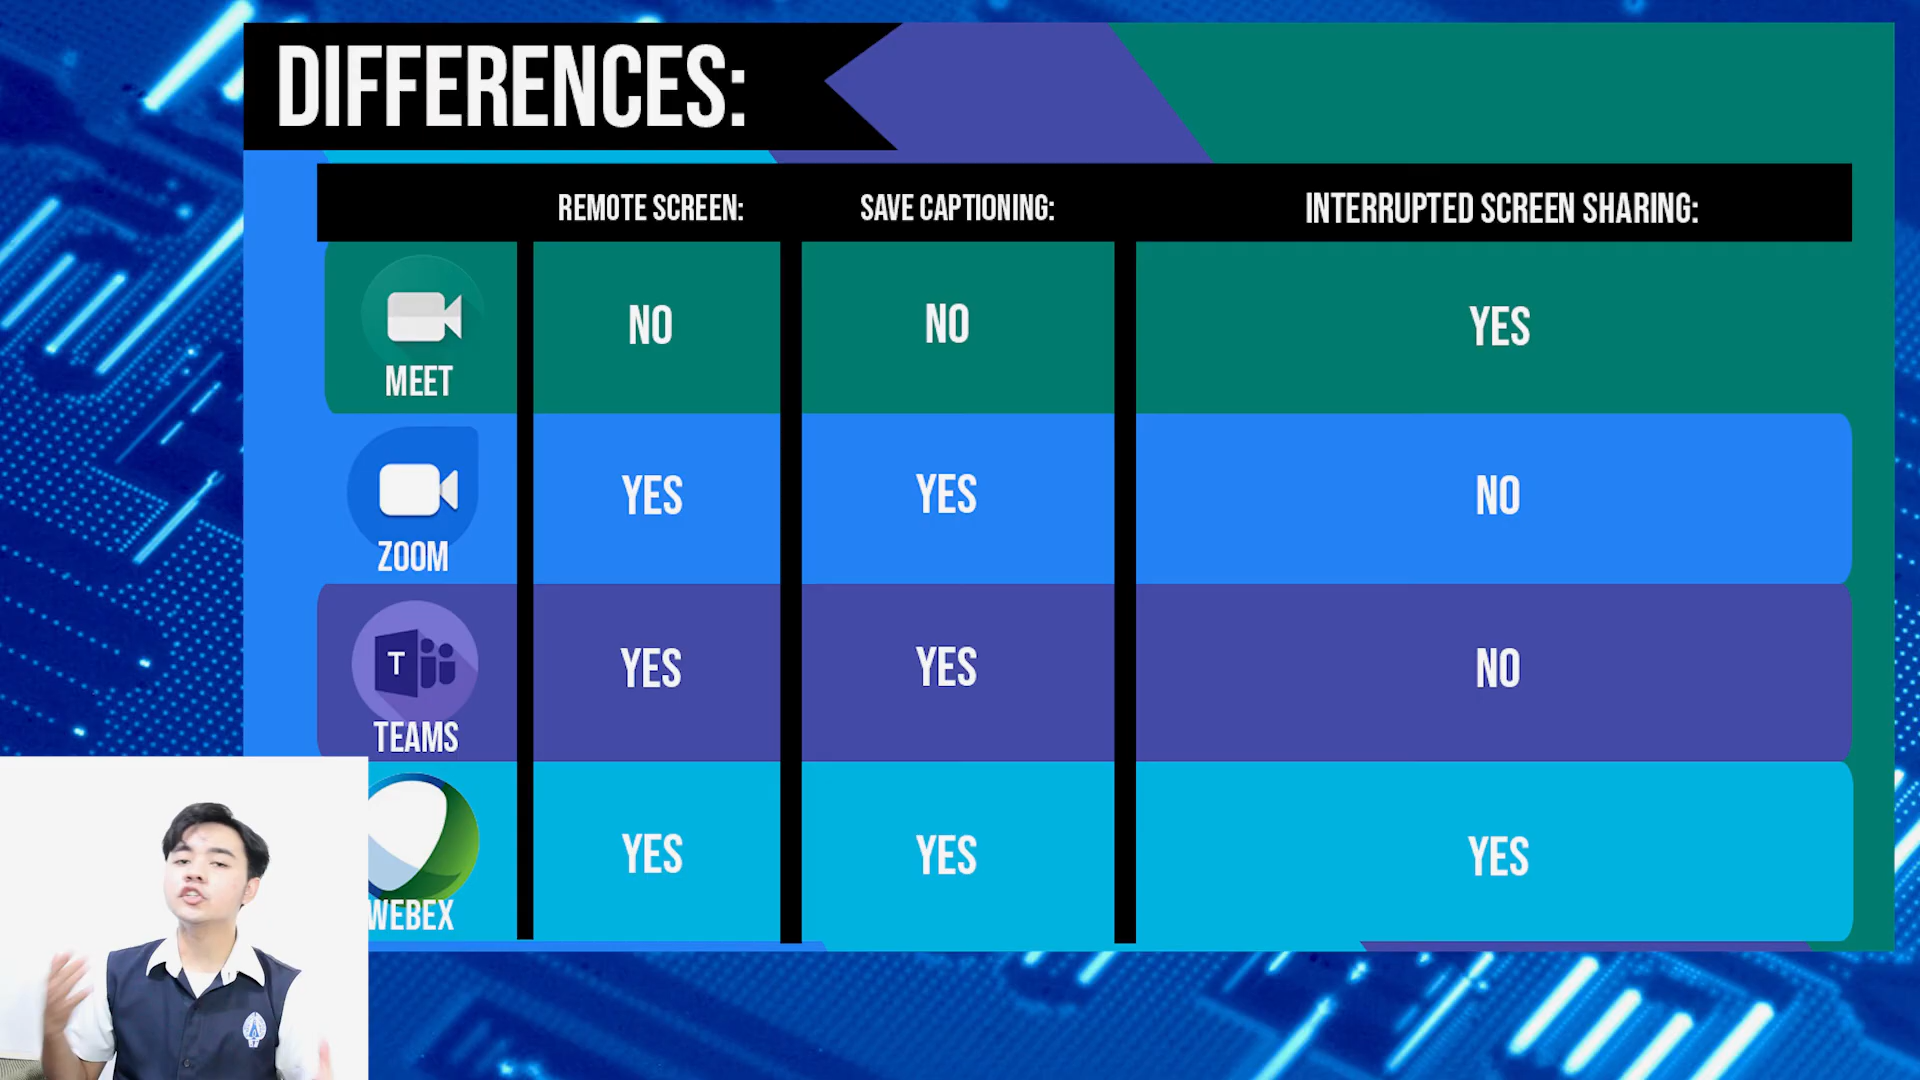 DIFFERENCES:
REMOTE SCREEN: SAVE CAPTIONING: INTERRUPTED SCREEN SHARING:
MEET NO NO YES
ZOOM YES YES NO
T
TEAMS YES YES NO
WEBEX YES YES YES